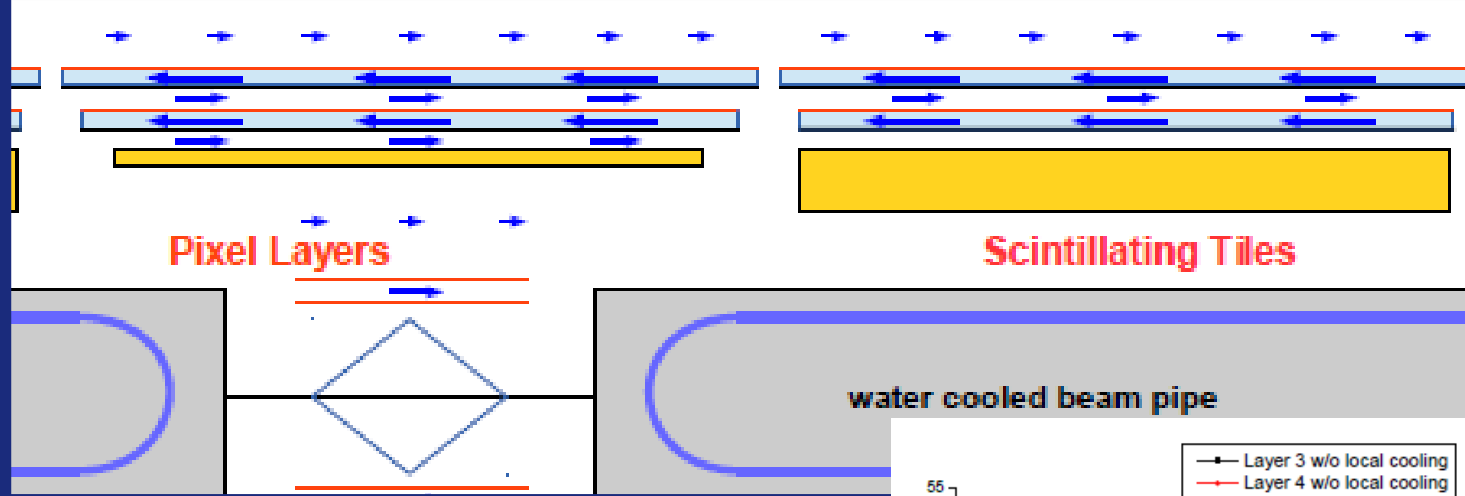 Pixel Layers
Scintillating Tiles
water cooled beam pipe
Layer 3 w/o local cooling
Layer 4 w/o local cooling
55